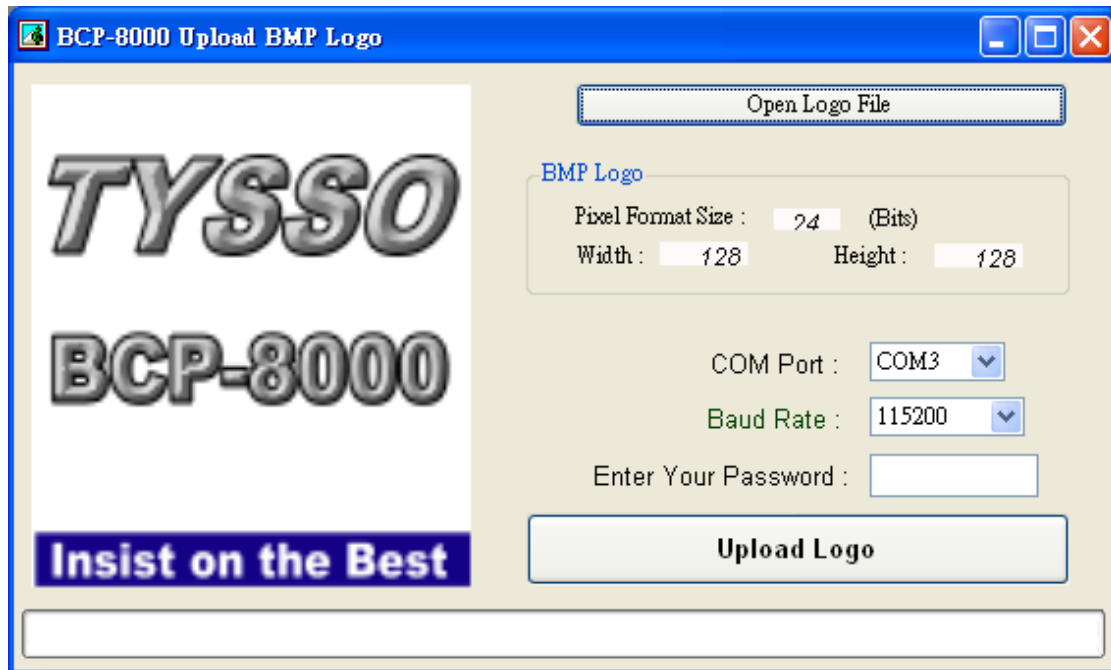 BCP-8000 Upload BMP Logo
TYSSO
BCP-8000
Insist on the Best
Open Logo File
BMP Logo
Pixel Format Size : 24 (Bits)
Width : 128 Height : 128
COM Port : COM3
Baud Rate : 115200
Enter Your Password :
Upload Logo